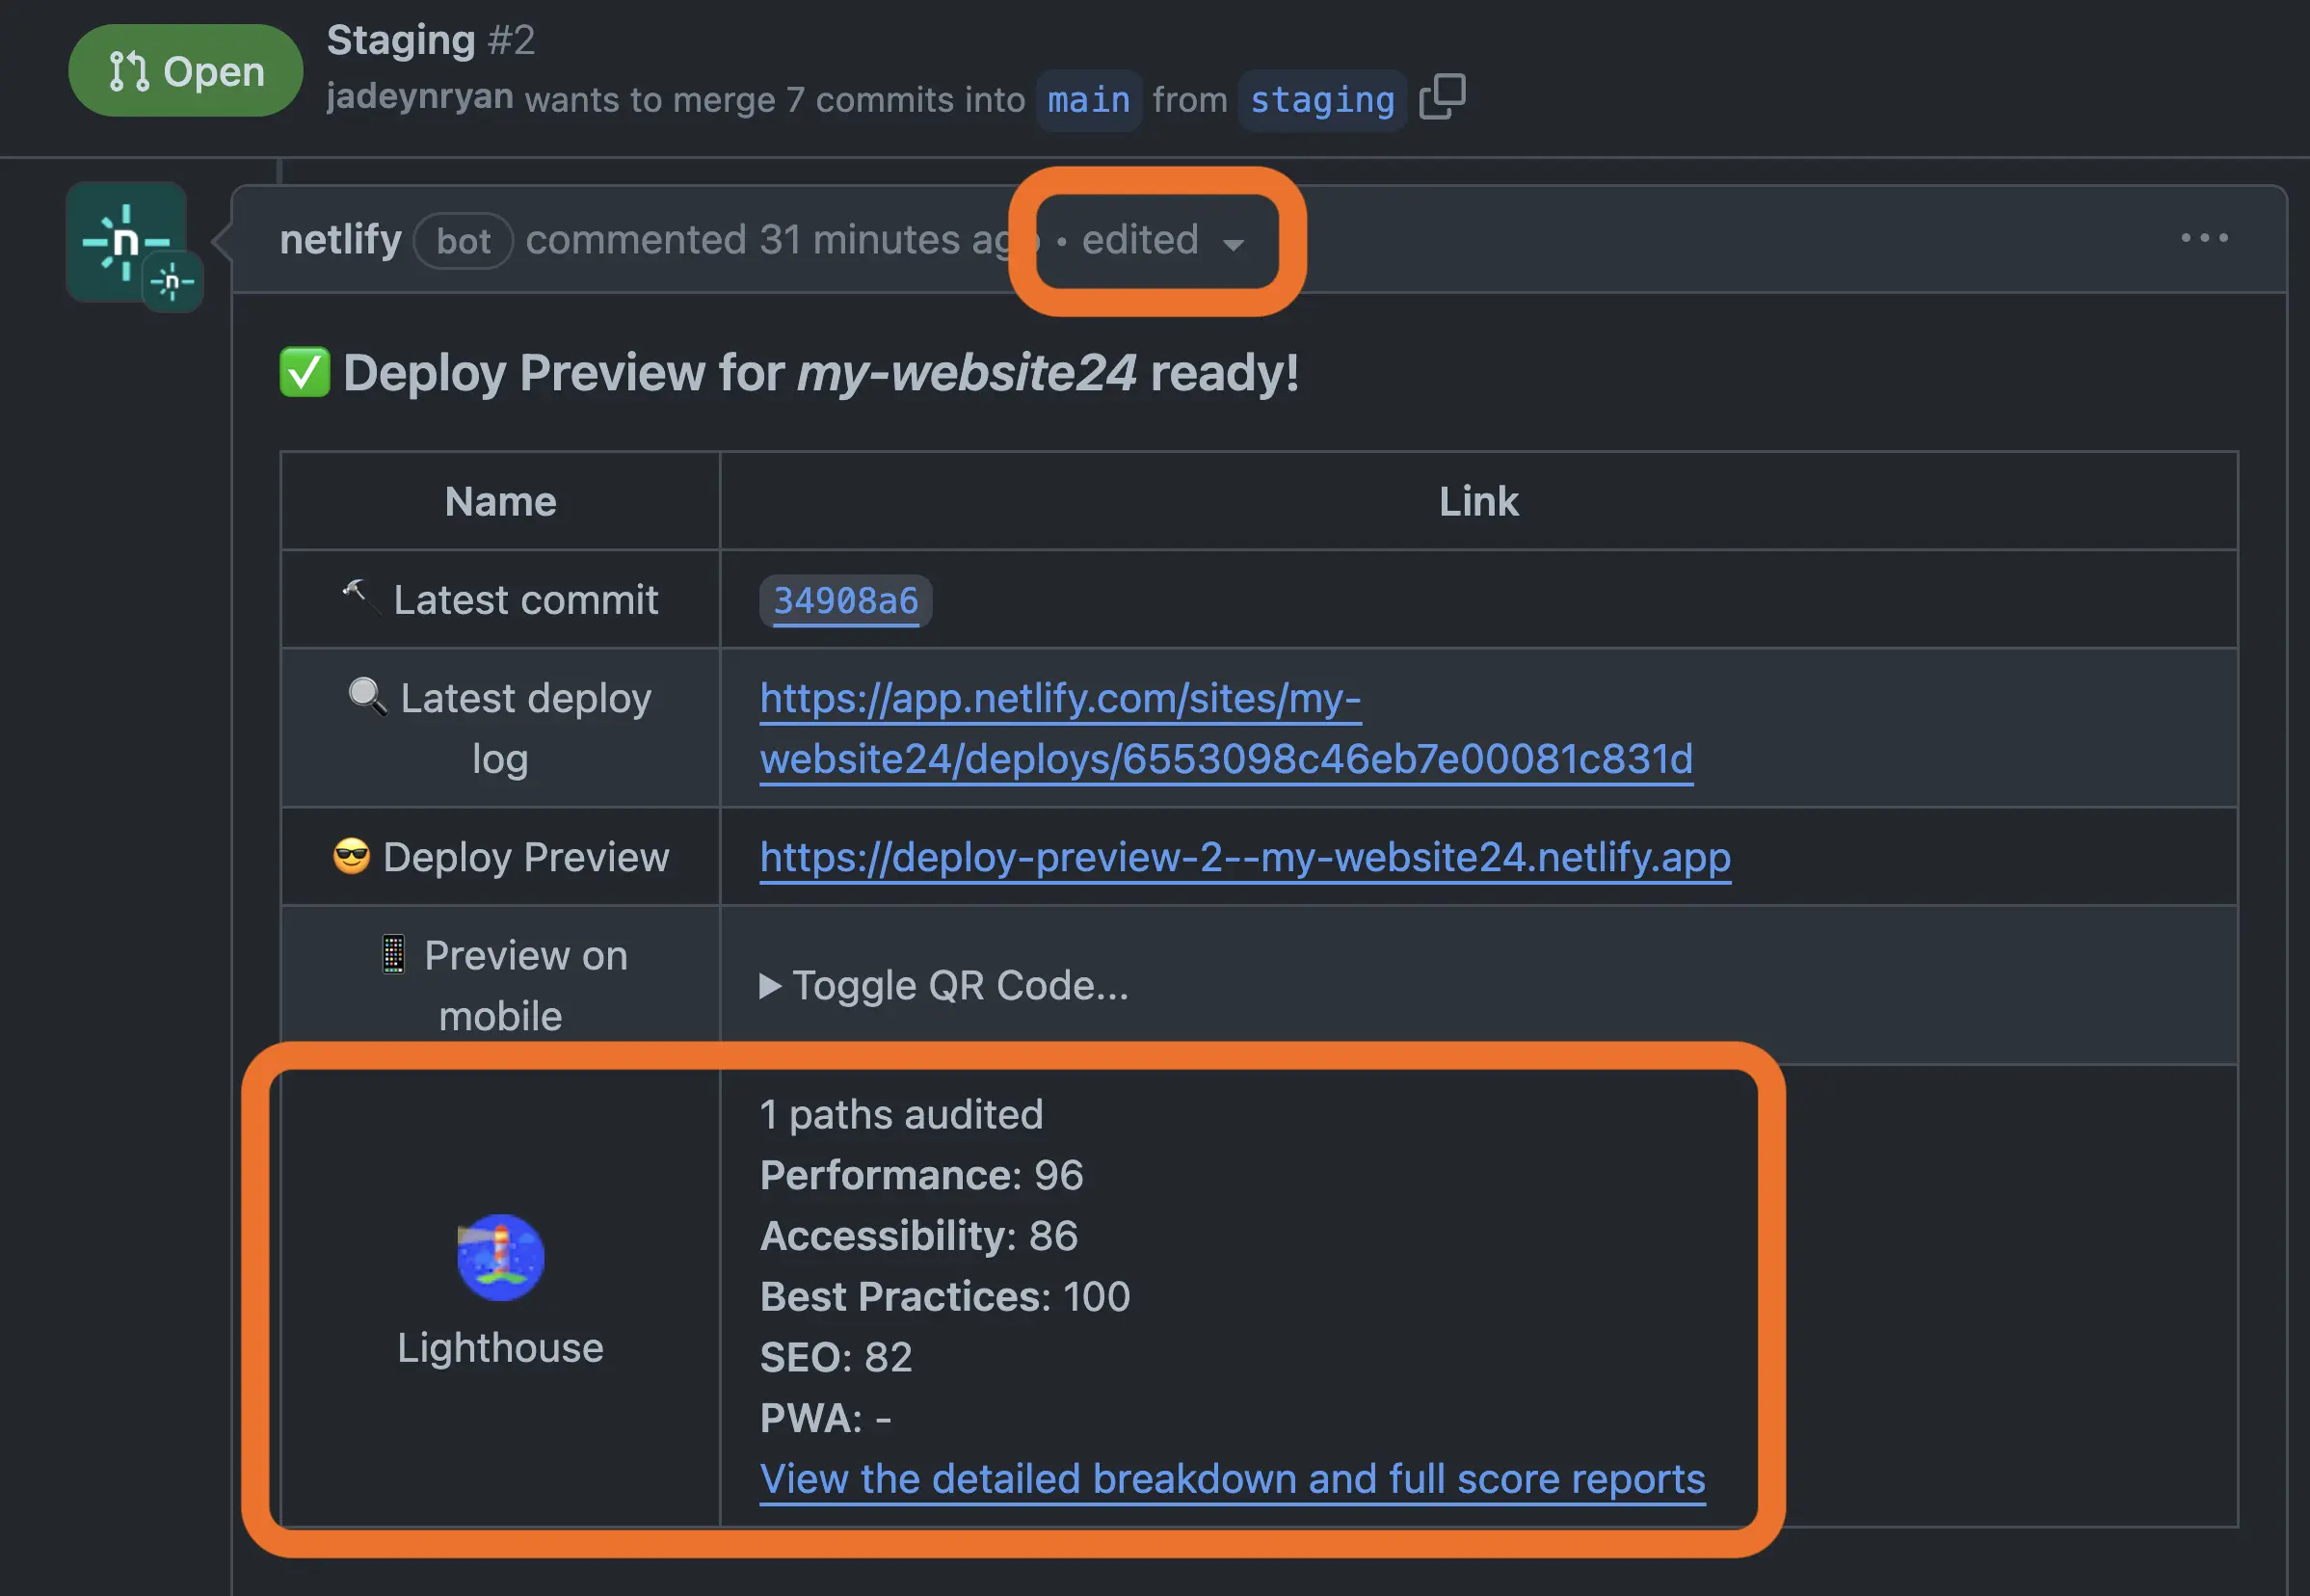 Open
Staging #2
jadeynryan wants to merge 7 commits into main from staging
n
n
netlify bot commented 31 minutes ago • edited
✅ Deploy Preview for my-website24 ready!
Name
Link
🔨 Latest commit
34908a6
🔍 Latest deploy
log
https://app.netlify.com/sites/my-
website24/deploys/6553098c46eb7e00081c831d
😎 Deploy Preview
https://deploy-preview-2--my-website24.netlify.app
📱 Preview on
mobile
▶ Toggle QR Code...
Lighthouse
1 paths audited
Performance: 96
Accessibility: 86
Best Practices: 100
SEO: 82
PWA: -
View the detailed breakdown and full score reports